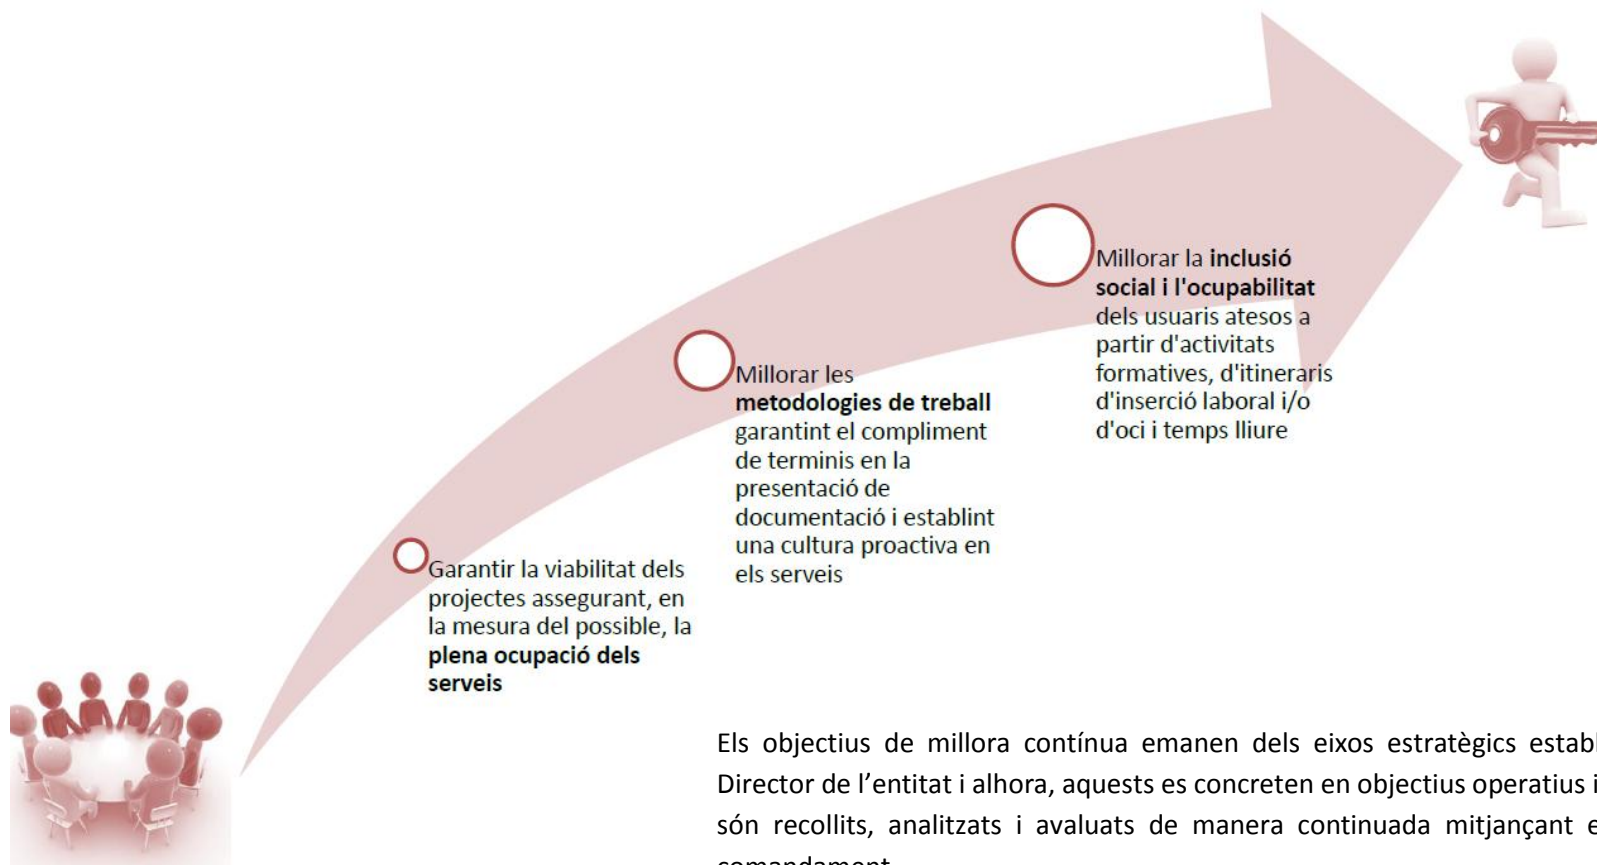 Millorar la inclusió
social i l'ocupabilitat
dels usuaris atesos a
partir d'activitats
formatives, d'itineraris
d'inserció laboral i/o
d'oci i temps lliure
Millorar les
metodologies de treball
garantint el compliment
de terminis en la
presentació de
documentació i establint
una cultura proactiva en
els serveis
Garantir la viabilitat dels
projectes assegurant, en
la mesura del possible, la
plena ocupació dels
serveis
Els objectius de millora contínua emanen dels eixos estratègics
Director de l’entitat i alhora, aquests es concreten en objectius operatius i
són recollits, analitzats i avaluats de manera continuada mitjançant